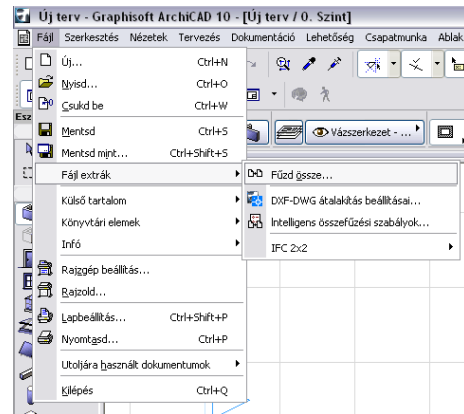 Új terv - Graphisoft ArchiCAD 10 - [Új terv / 0. Szint]
Fájl Szerkesztés Nézetek Tervezés Dokumentáció Lehetőség Csapatmunka Ablak
Új... Ctrl+N
Nyisd... Ctrl+O
Csukd be Ctrl+W
Esz
Vázszerkezet - ...
Mentsd Ctrl+S
Mentsd mint... Ctrl+Shift+S
Fájl extrák
Fűzd össze...
Külső tartalom
DXF-DWG átalakítás beállításai...
Könyvtári elemek
Intelligens összefűzési szabályok...
Infó
IFC 2x2
Rajzgép beállítás...
Rajzold...
Lapbeállítás... Ctrl+Shift+P
Nyomtasd... Ctrl+P
Utoljára használt dokumentumok
Kilépés Ctrl+Q